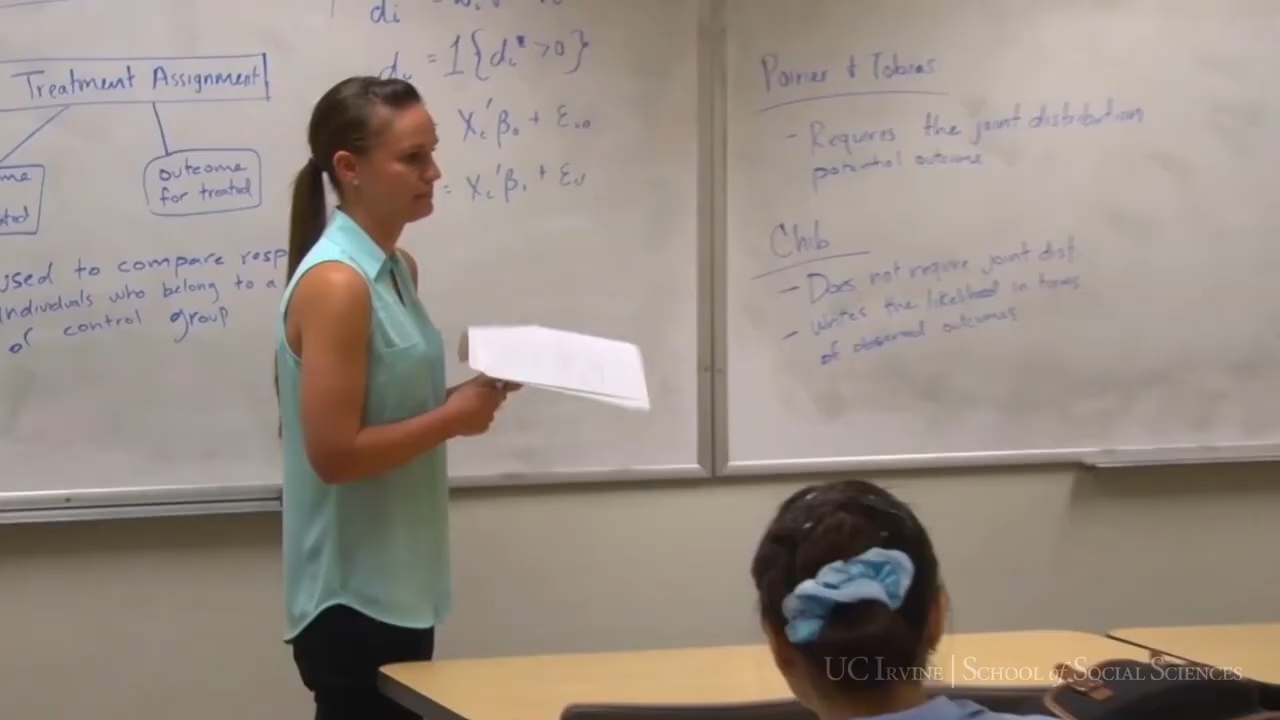 Treatment Assignment
outcome
for treated
used to compare resp
individuals who belong to a
or control group
di
= 1{di* >0}
Xi'β0 + εi0
= Xi'β1 + εi1
Poirier & Tobias
- Requires the joint distribution
potential outcome
Chib
- Does not require joint dist
- Writes the likelihood in terms
of observed outcomes
UC IRVINE | SCHOOL of SOCIAL SCIENCES